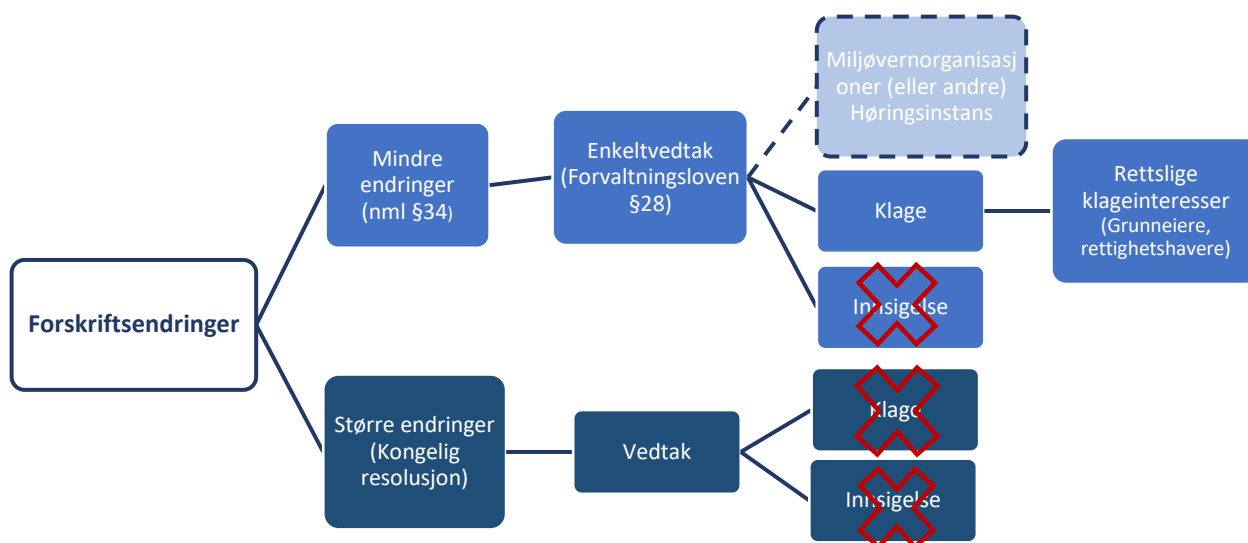 Miljøvernorganisasj
oner (eller andre)
Høringsinstans
Mindre
endringer
(nml §34)
Enkeltvedtak
(Forvaltningsloven
§28)
Klage
Rettslige
klageinteresser
(Grunneiere,
rettighetshavere)
Innsigelse
Forskriftsendringer
Større endringer
(Kongelig
resolusjon)
Vedtak
Klage
Innsigelse